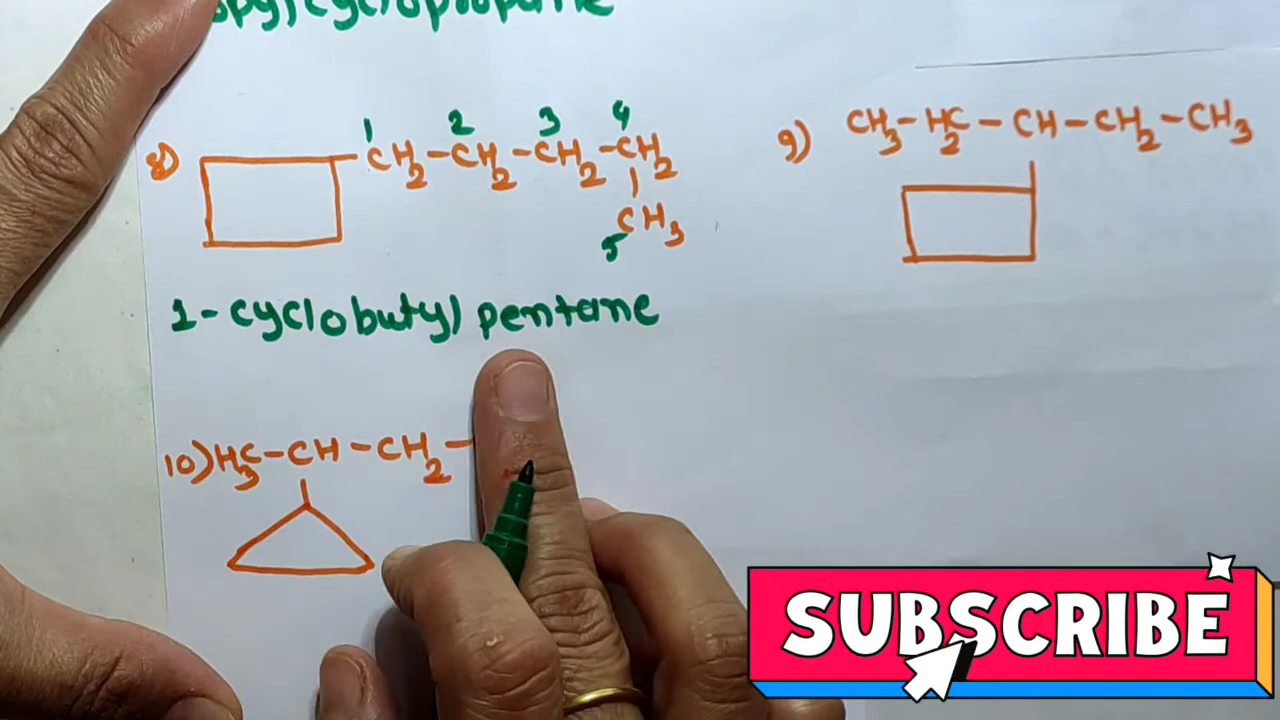 1 2 3 4
8) -CH2-CH2-CH2-CH2
CH3
5
1-cyclobutyl pentane
9) CH3-H2C-CH-CH2-CH3
10) H3C-CH-CH2-
SUBSCRIBE